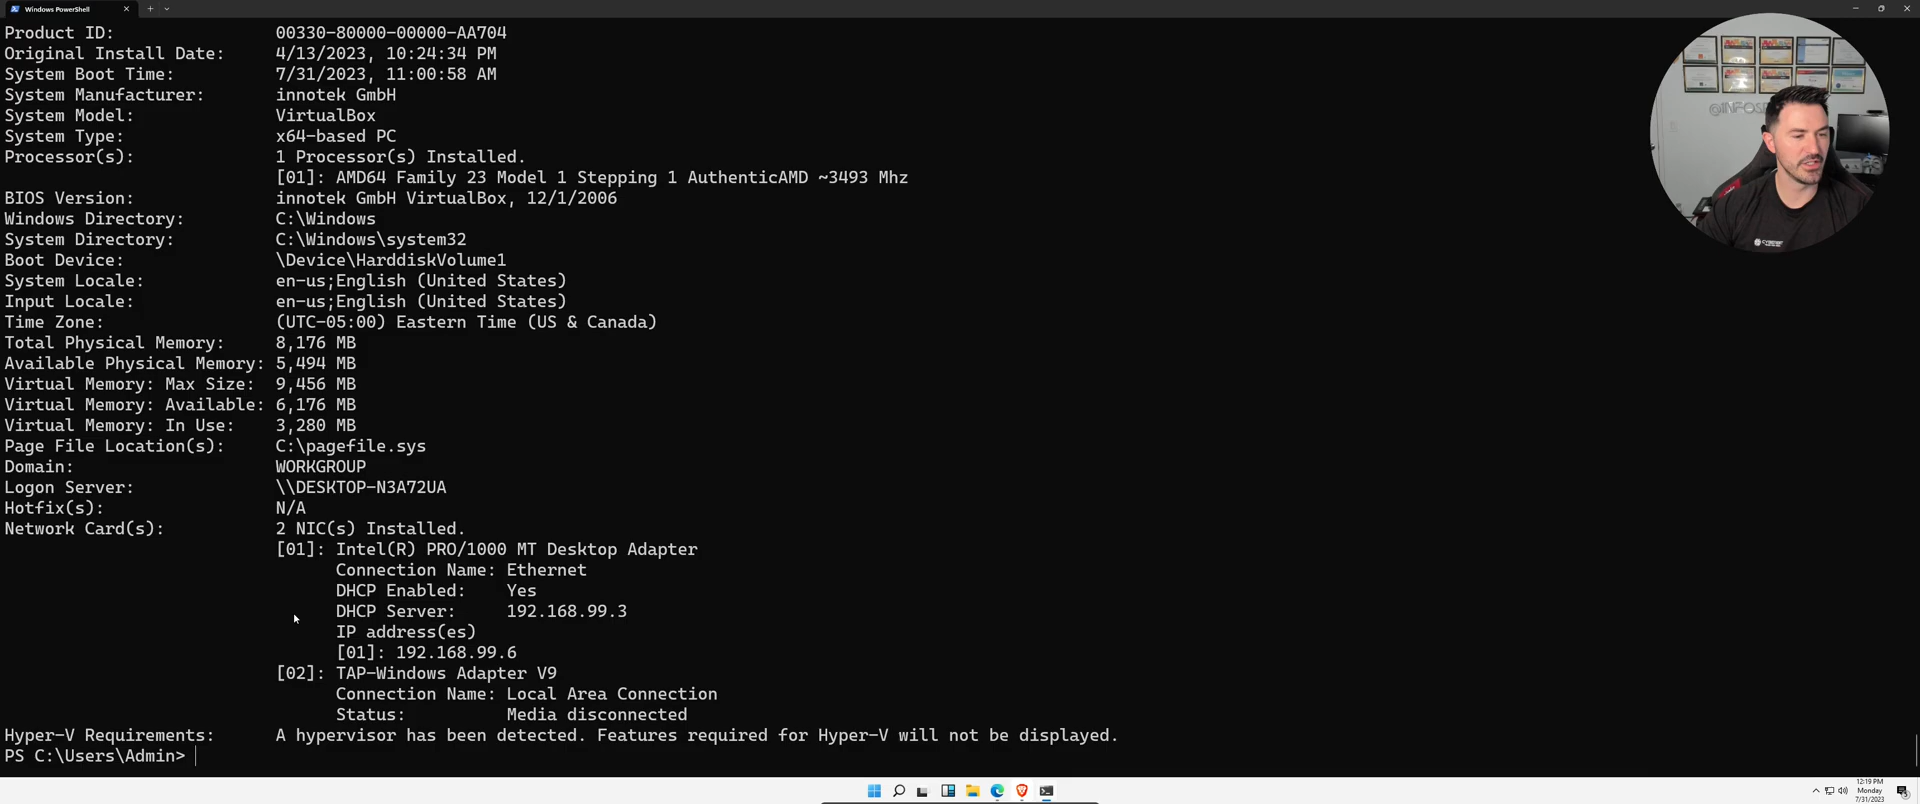 Windows PowerShell
Product ID: 00330-80000-00000-AA704
Original Install Date: 4/13/2023, 10:24:34 PM
System Boot Time: 7/31/2023, 11:00:58 AM
System Manufacturer: innotek GmbH
System Model: VirtualBox
System Type: x64-based PC
Processor(s): 1 Processor(s) Installed.
[01]: AMD64 Family 23 Model 1 Stepping 1 AuthenticAMD ~3493 Mhz
BIOS Version: innotek GmbH VirtualBox, 12/1/2006
Windows Directory: C:\Windows
System Directory: C:\Windows\system32
Boot Device: \Device\HarddiskVolume1
System Locale: en-us;English (United States)
Input Locale: en-us;English (United States)
Time Zone: (UTC-05:00) Eastern Time (US & Canada)
Total Physical Memory: 8,176 MB
Available Physical Memory: 5,494 MB
Virtual Memory: Max Size: 9,456 MB
Virtual Memory: Available: 6,176 MB
Virtual Memory: In Use: 3,280 MB
Page File Location(s): C:\pagefile.sys
Domain: WORKGROUP
Logon Server: \\DESKTOP-N3A72UA
Hotfix(s): N/A
Network Card(s): 2 NIC(s) Installed.
[01]: Intel(R) PRO/1000 MT Desktop Adapter
Connection Name: Ethernet
DHCP Enabled: Yes
DHCP Server: 192.168.99.3
IP address(es)
[01]: 192.168.99.6
[02]: TAP-Windows Adapter V9
Connection Name: Local Area Connection
Status: Media disconnected
Hyper-V Requirements: A hypervisor has been detected. Features required for Hyper-V will not be displayed.
PS C:\Users\Admin>
12:19 PM
Monday
7/31/2023